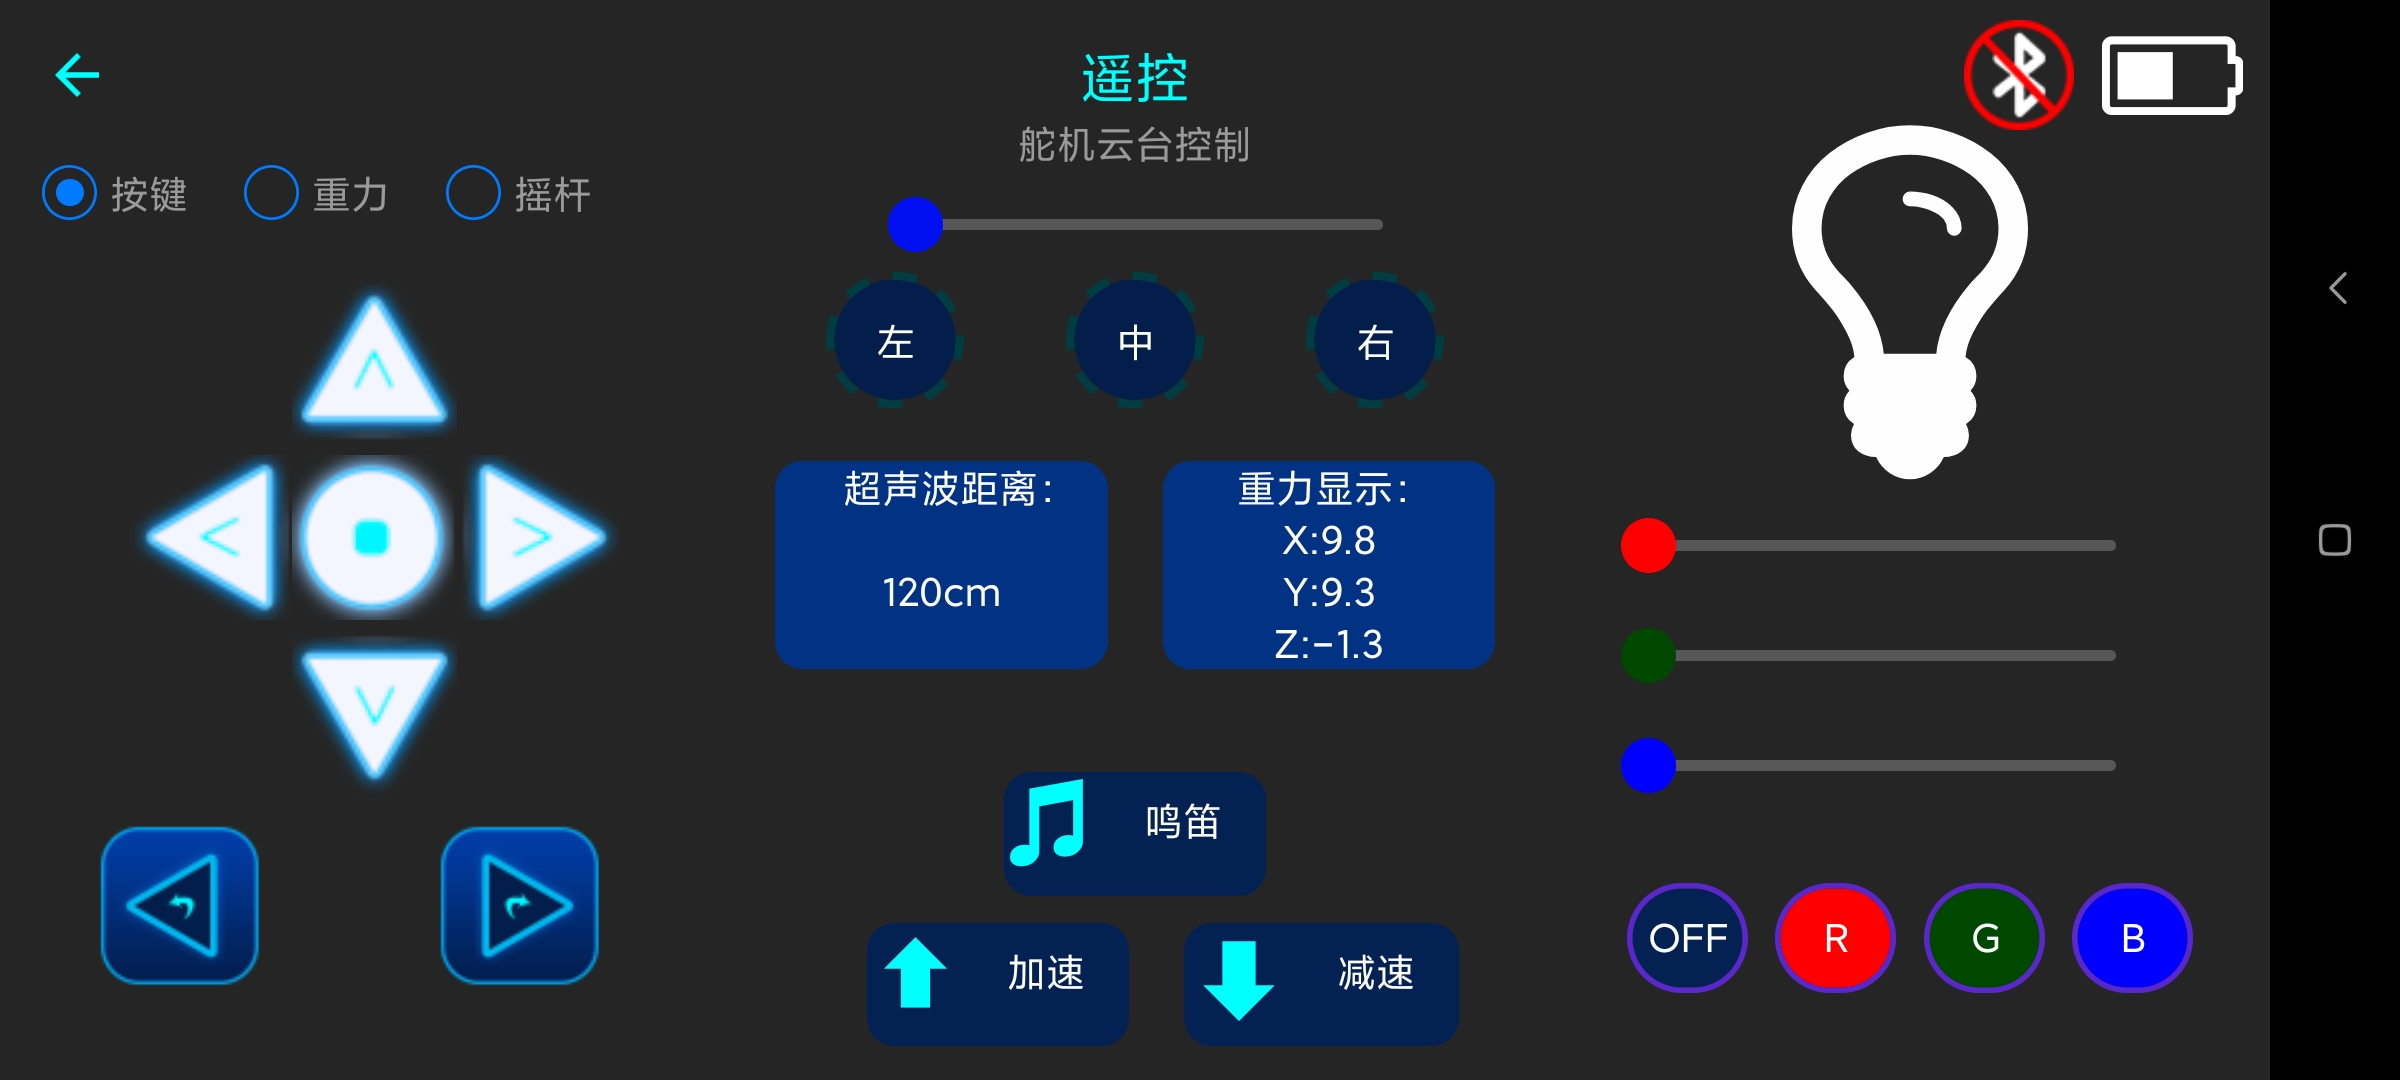 遥控
舵机云台控制
按键
重力
摇杆
左
中
右
超声波距离:
120cm
重力显示:
X:9.8
Y:9.3
Z:-1.3
鸣笛
加速
减速
OFF
R
G
B